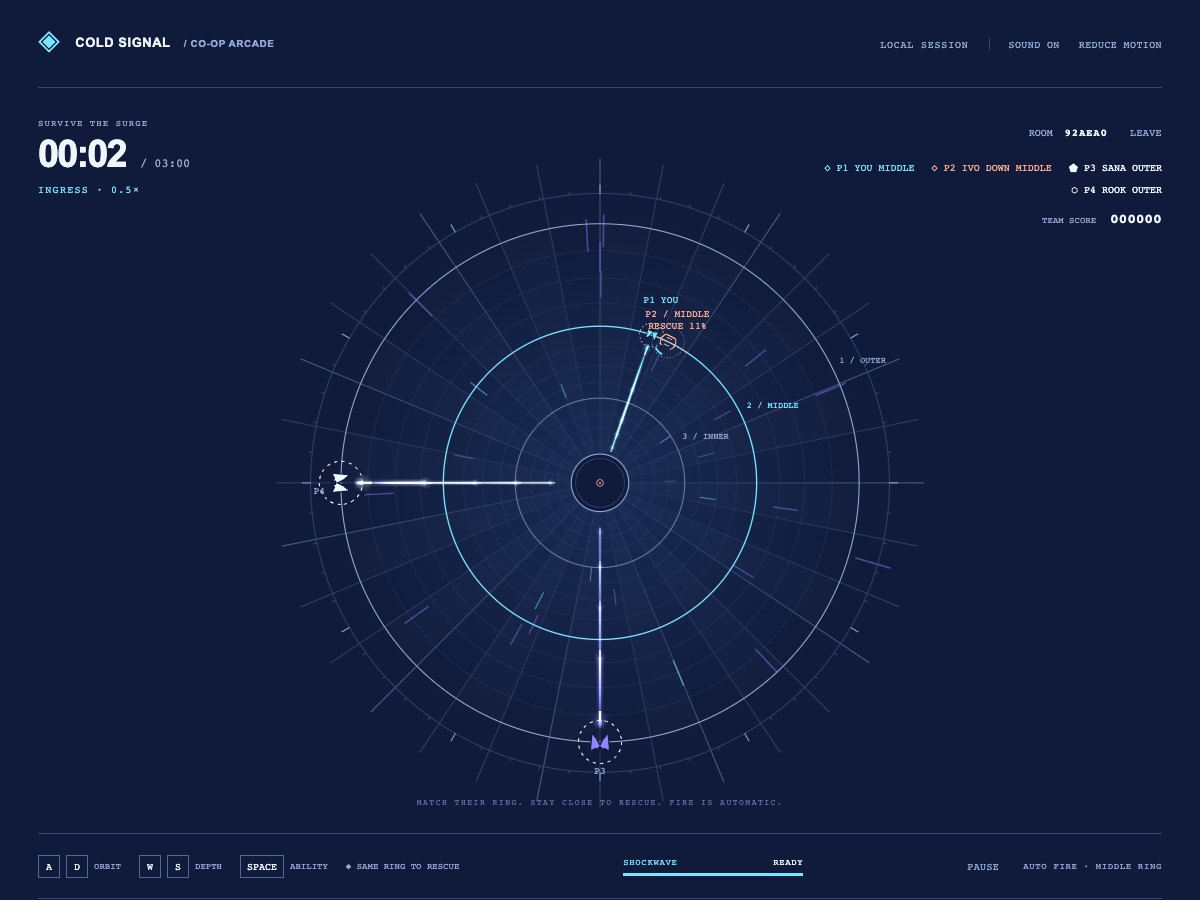 COLD SIGNAL / CO-OP ARCADE
LOCAL SESSION SOUND ON REDUCE MOTION
SURVIVE THE SURGE
00:02 / 03:00
INGRESS · 0.5×
ROOM 92AEA0 LEAVE
P1 YOU MIDDLE P2 IVO DOWN MIDDLE P3 SANA OUTER
P4 ROOK OUTER
TEAM SCORE 000000
P1 YOU
P2 / MIDDLE
RESCUE 11%
1 / OUTER
2 / MIDDLE
3 / INNER
P4
P3
MATCH THEIR RING. STAY CLOSE TO RESCUE. FIRE IS AUTOMATIC.
A D ORBIT W S DEPTH SPACE ABILITY ◆ SAME RING TO RESCUE
SHOCKWAVE READY
PAUSE AUTO FIRE · MIDDLE RING